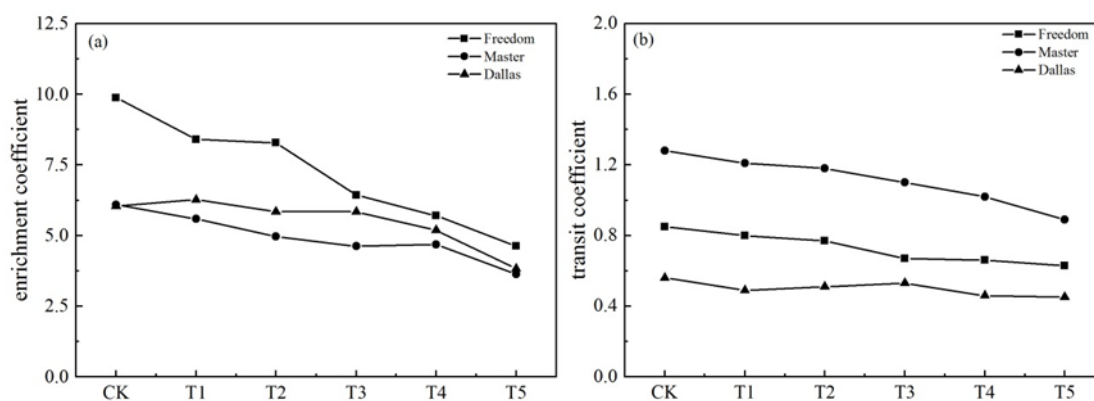 (a)
Freedom
Master
Dallas
enrichment coefficient
12.5
10.0
7.5
5.0
2.5
0.0
CK T1 T2 T3 T4 T5
(b)
Freedom
Master
Dallas
transit coefficient
2.0
1.6
1.2
0.8
0.4
0.0
CK T1 T2 T3 T4 T5